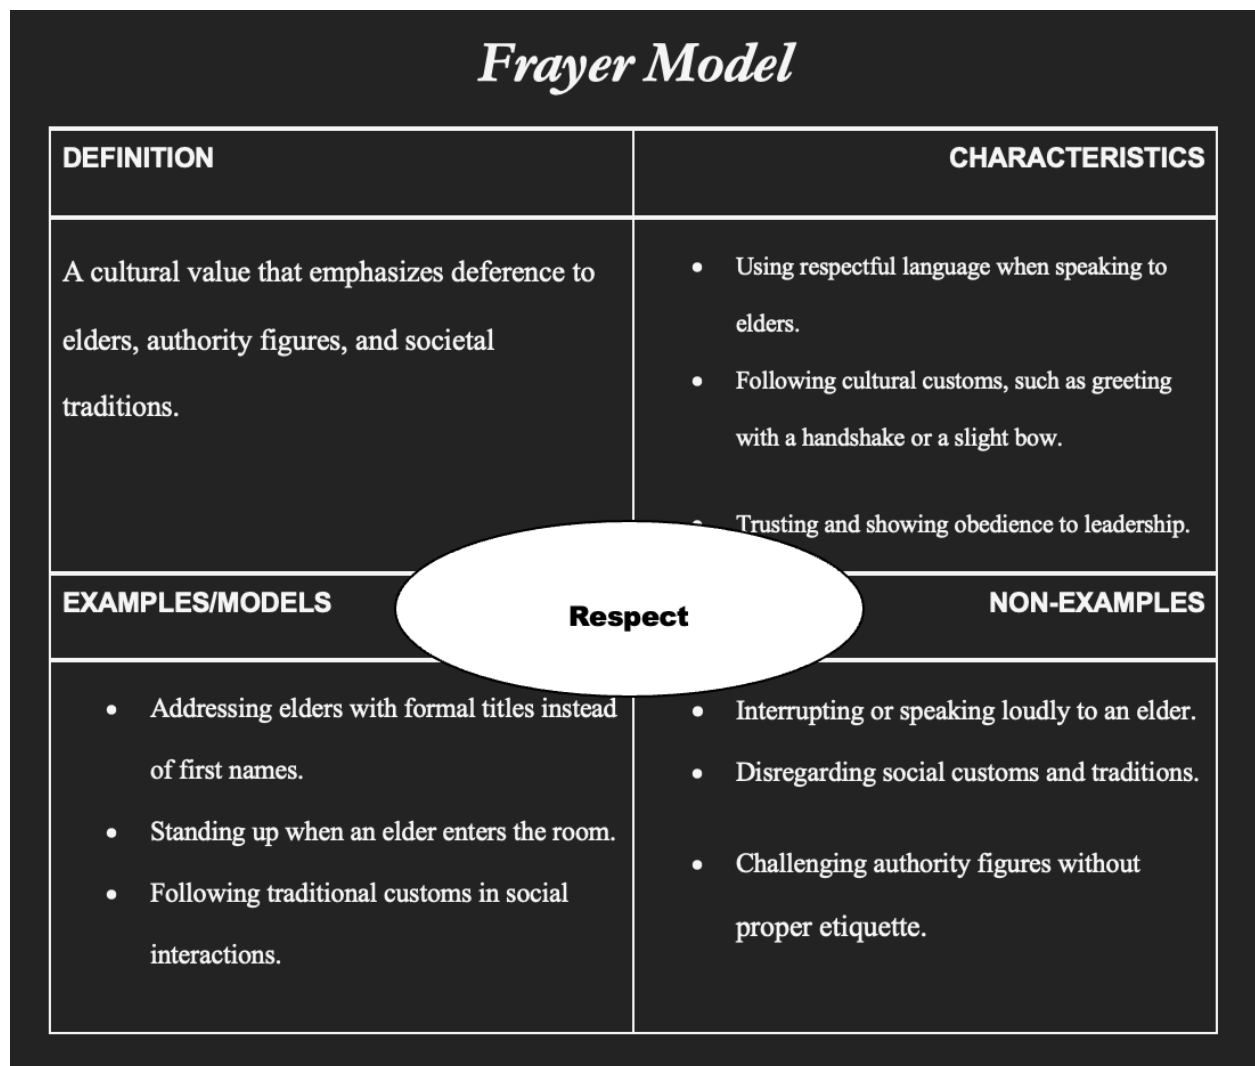 Frayer Model
DEFINITION
CHARACTERISTICS
A cultural value that emphasizes deference to
elders, authority figures, and societal
traditions.
• Using respectful language when speaking to
elders.
• Following cultural customs, such as greeting
with a handshake or a slight bow.
• Trusting and showing obedience to leadership.
EXAMPLES/MODELS
Respect
NON-EXAMPLES
• Addressing elders with formal titles instead
of first names.
• Standing up when an elder enters the room.
• Following traditional customs in social
interactions.
• Interrupting or speaking loudly to an elder.
• Disregarding social customs and traditions.
• Challenging authority figures without
proper etiquette.